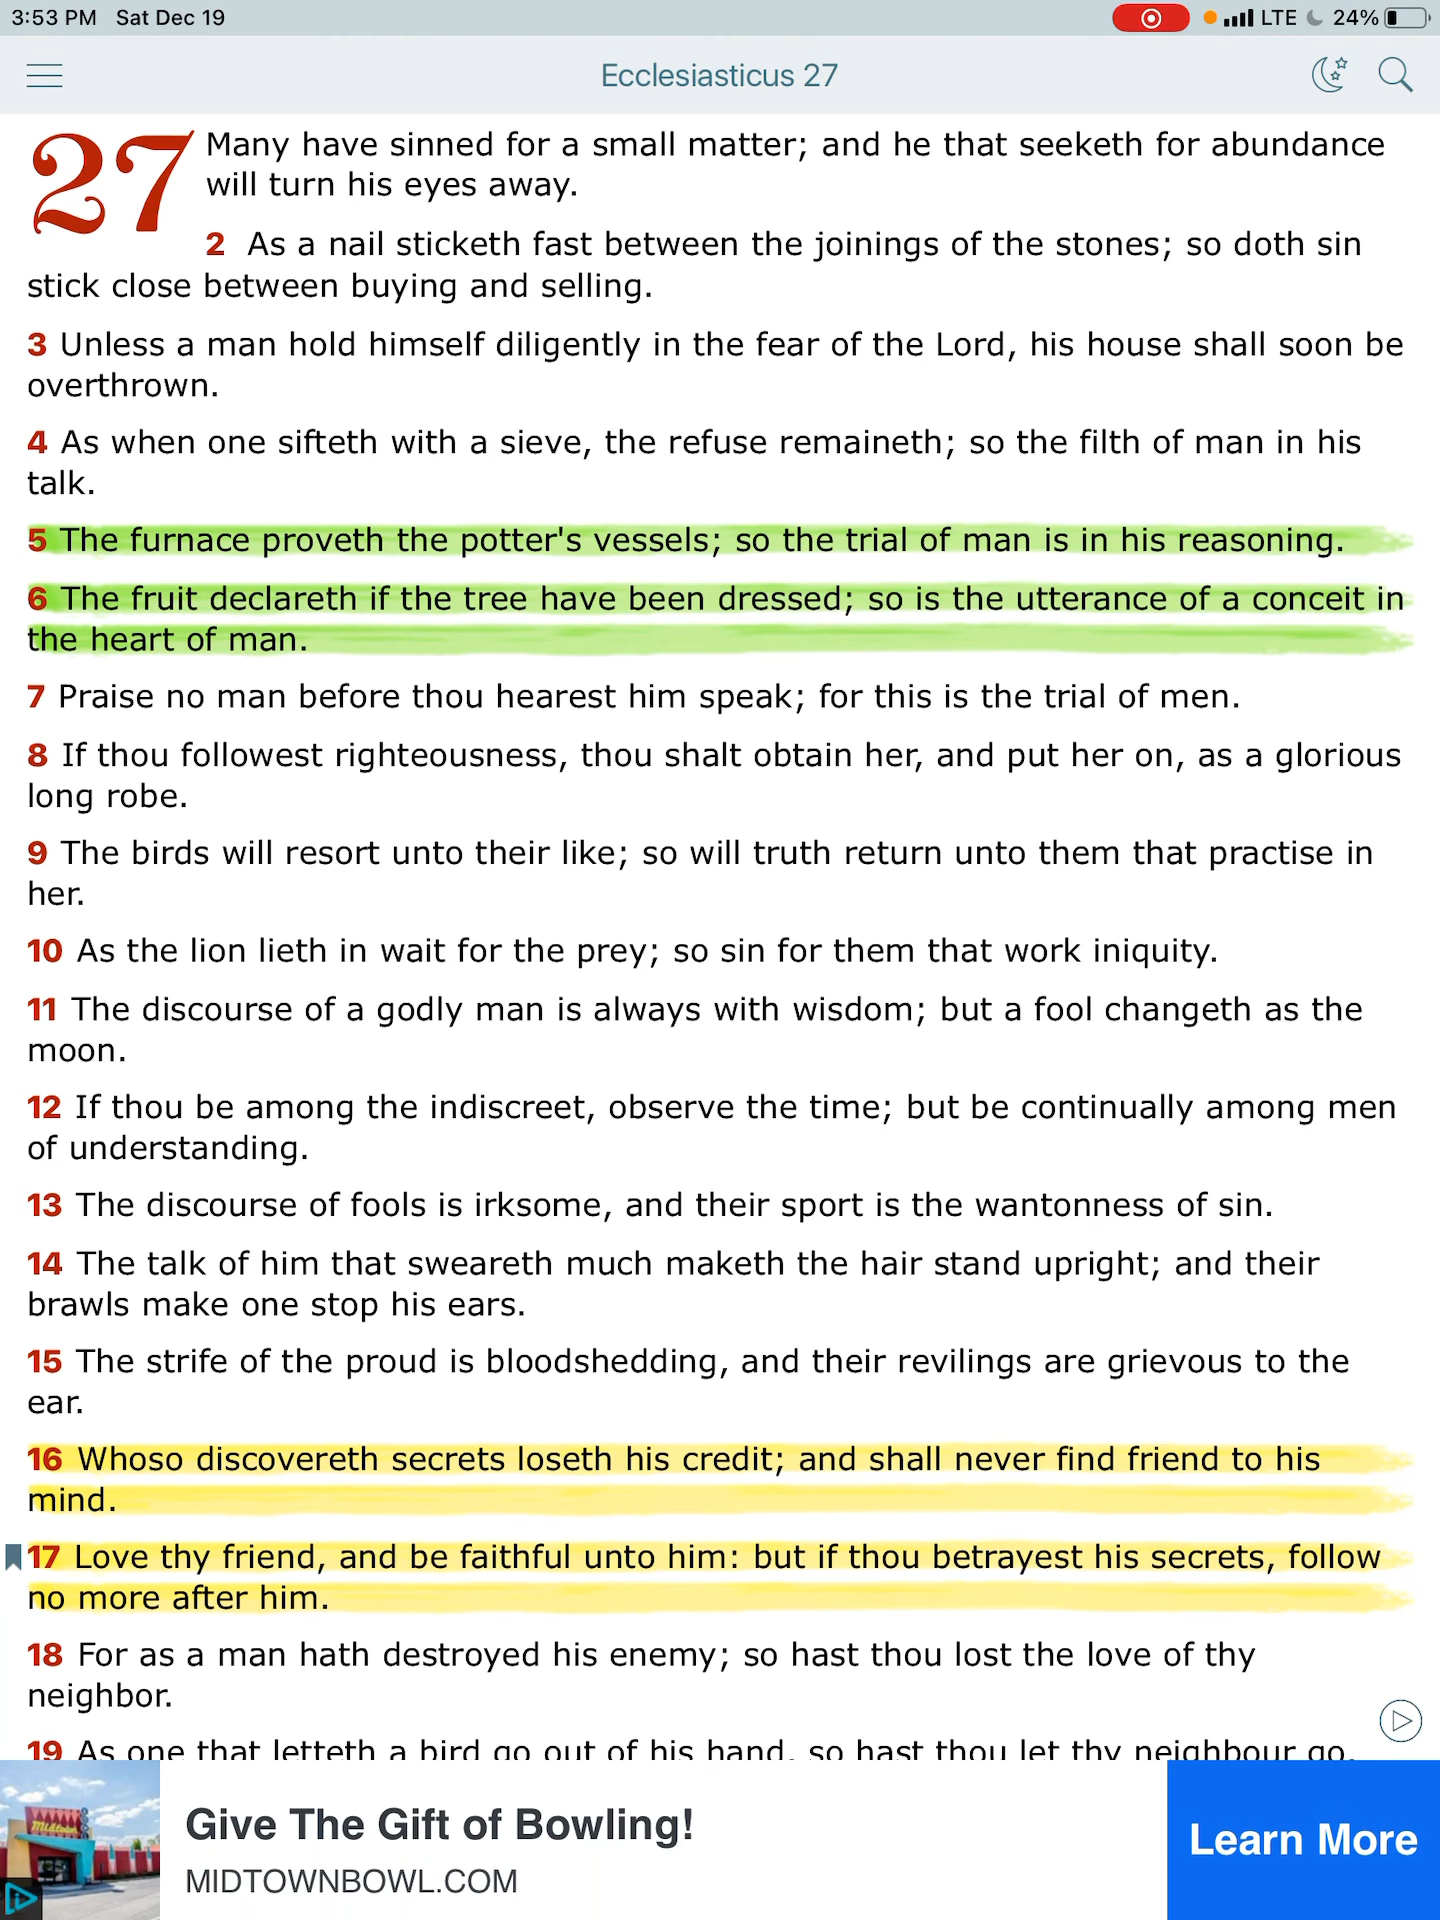 3:53 PM Sat Dec 19
LTE 24%
Ecclesiasticus 27
27 Many have sinned for a small matter; and he that seeketh for abundance
will turn his eyes away.
2 As a nail sticketh fast between the joinings of the stones; so doth sin
stick close between buying and selling.
3 Unless a man hold himself diligently in the fear of the Lord, his house shall soon be
overthrown.
4 As when one sifteth with a sieve, the refuse remaineth; so the filth of man in his
talk.
5 The furnace proveth the potter's vessels; so the trial of man is in his reasoning.
6 The fruit declareth if the tree have been dressed; so is the utterance of a conceit in
the heart of man.
7 Praise no man before thou hearest him speak; for this is the trial of men.
8 If thou followest righteousness, thou shalt obtain her, and put her on, as a glorious
long robe.
9 The birds will resort unto their like; so will truth return unto them that practise in
her.
10 As the lion lieth in wait for the prey; so sin for them that work iniquity.
11 The discourse of a godly man is always with wisdom; but a fool changeth as the
moon.
12 If thou be among the indiscreet, observe the time; but be continually among men
of understanding.
13 The discourse of fools is irksome, and their sport is the wantonness of sin.
14 The talk of him that sweareth much maketh the hair stand upright; and their
brawls make one stop his ears.
15 The strife of the proud is bloodshedding, and their revilings are grievous to the
ear.
16 Whoso discovereth secrets loseth his credit; and shall never find friend to his
mind.
17 Love thy friend, and be faithful unto him: but if thou betrayest his secrets, follow
no more after him.
18 For as a man hath destroyed his enemy; so hast thou lost the love of thy
neighbor.
19 As one that letteth a bird go out of his hand, so hast thou let thy neighbour go,
Midtown
Give The Gift of Bowling!
MIDTOWNBOWL.COM
Learn More